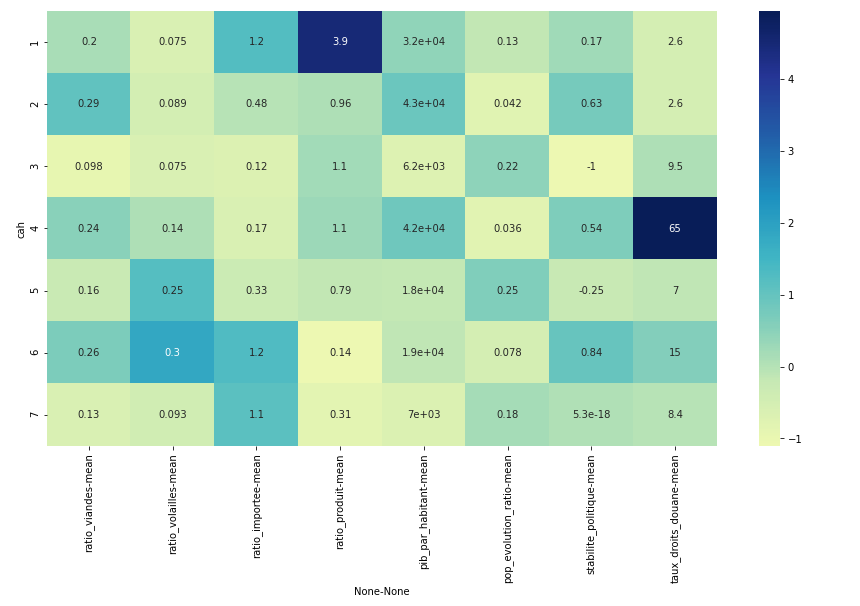 1 0.2 0.075 1.2 3.9 3.2e+04 0.13 0.17 2.6
2 0.29 0.089 0.48 0.96 4.3e+04 0.042 0.63 2.6
3 0.098 0.075 0.12 1.1 6.2e+03 0.22 -1 9.5
4 0.24 0.14 0.17 1.1 4.2e+04 0.036 0.54 65
5 0.16 0.25 0.33 0.79 1.8e+04 0.25 -0.25 7
6 0.26 0.3 1.2 0.14 1.9e+04 0.078 0.84 15
7 0.13 0.093 1.1 0.31 7e+03 0.18 5.3e-18 8.4
cah
ratio_viandes-mean
ratio_volailles-mean
ratio_importee-mean
ratio_produit-mean
pib_par_habitant-mean
pop_evolution_ratio-mean
stabilite_politique-mean
taux_droits_douane-mean
None-None
4
3
2
1
0
−1